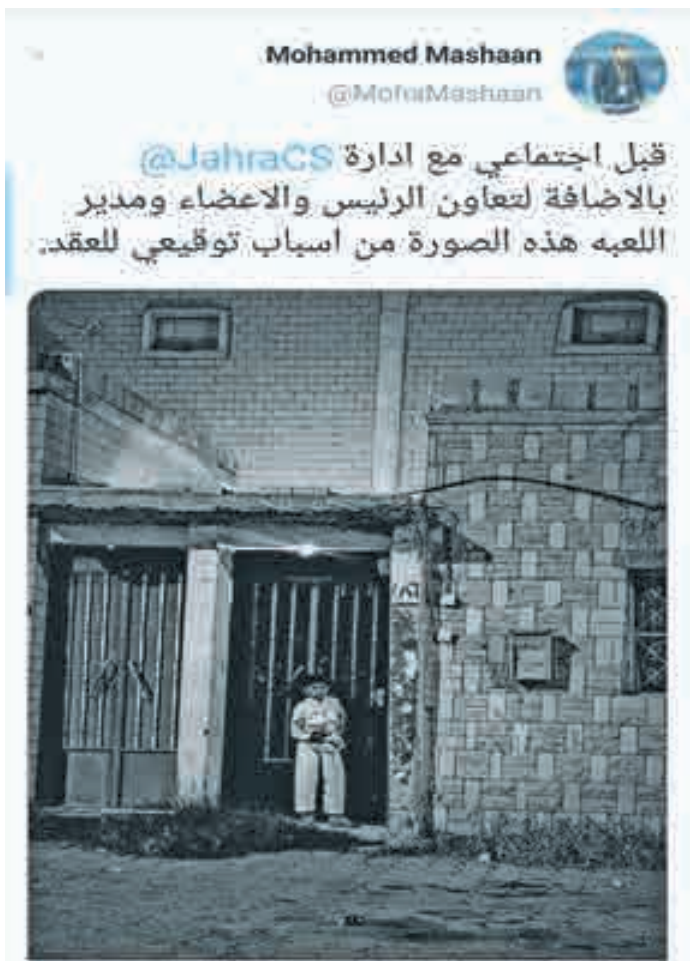 Mohammed Mashaan
@MohaMashaan
قبل اجتماعي مع ادارة @JahraCS
بالاضافة لتعاون الرئيس والاعضاء ومدير
اللعبه هذه الصورة من اسباب توقيعي للعقد.